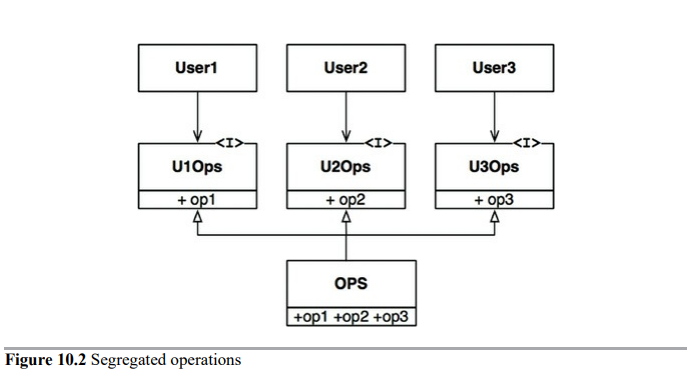 User1 User2 User3
<I> <I> <I>
U1Ops U2Ops U3Ops
+ op1 + op2 + op3
OPS
+op1 +op2 +op3
Figure 10.2 Segregated operations